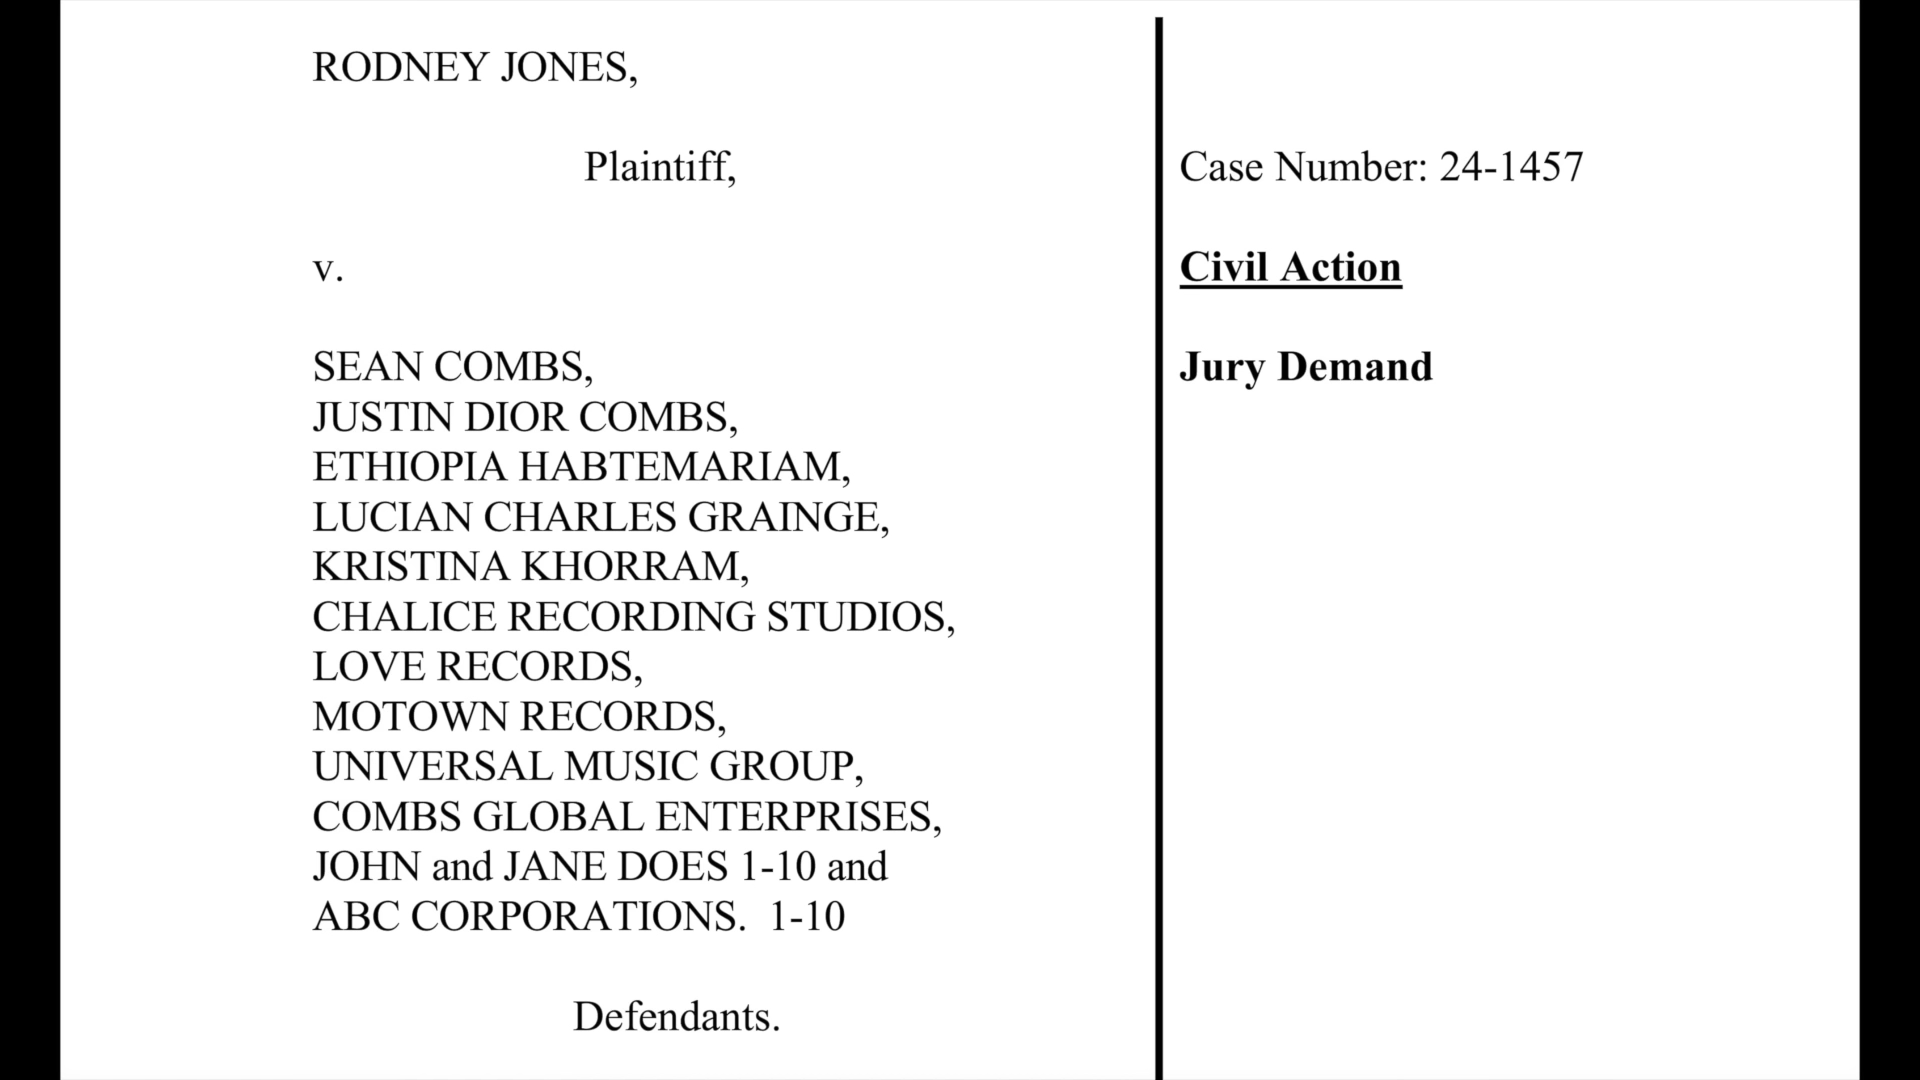 RODNEY JONES,
Plaintiff,
v.
SEAN COMBS,
JUSTIN DIOR COMBS,
ETHIOPIA HABTEMARIAM,
LUCIAN CHARLES GRAINGE,
KRISTINA KHORRAM,
CHALICE RECORDING STUDIOS,
LOVE RECORDS,
MOTOWN RECORDS,
UNIVERSAL MUSIC GROUP,
COMBS GLOBAL ENTERPRISES,
JOHN and JANE DOES 1-10 and
ABC CORPORATIONS. 1-10
Defendants.
Case Number: 24-1457
Civil Action
Jury Demand